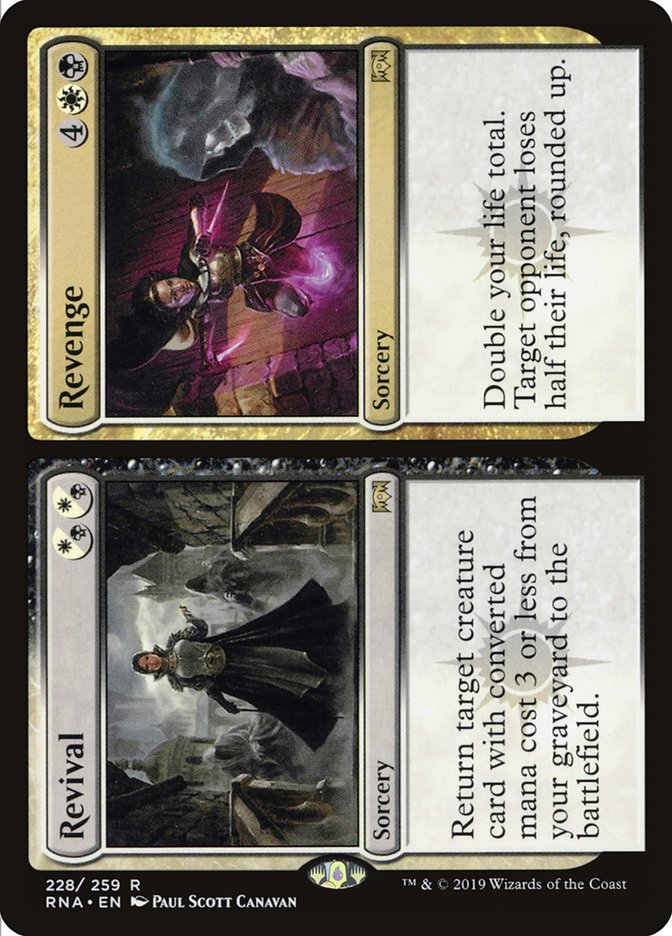 Revival
Sorcery
Return target creature
card with converted
mana cost 3 or less from
your graveyard to the
battlefield.
Revenge
4
Sorcery
Double your life total.
Target opponent loses
half their life, rounded up.
228/ 259 R
RNA • EN Paul Scott Canavan
™ & © 2019 Wizards of the Coast